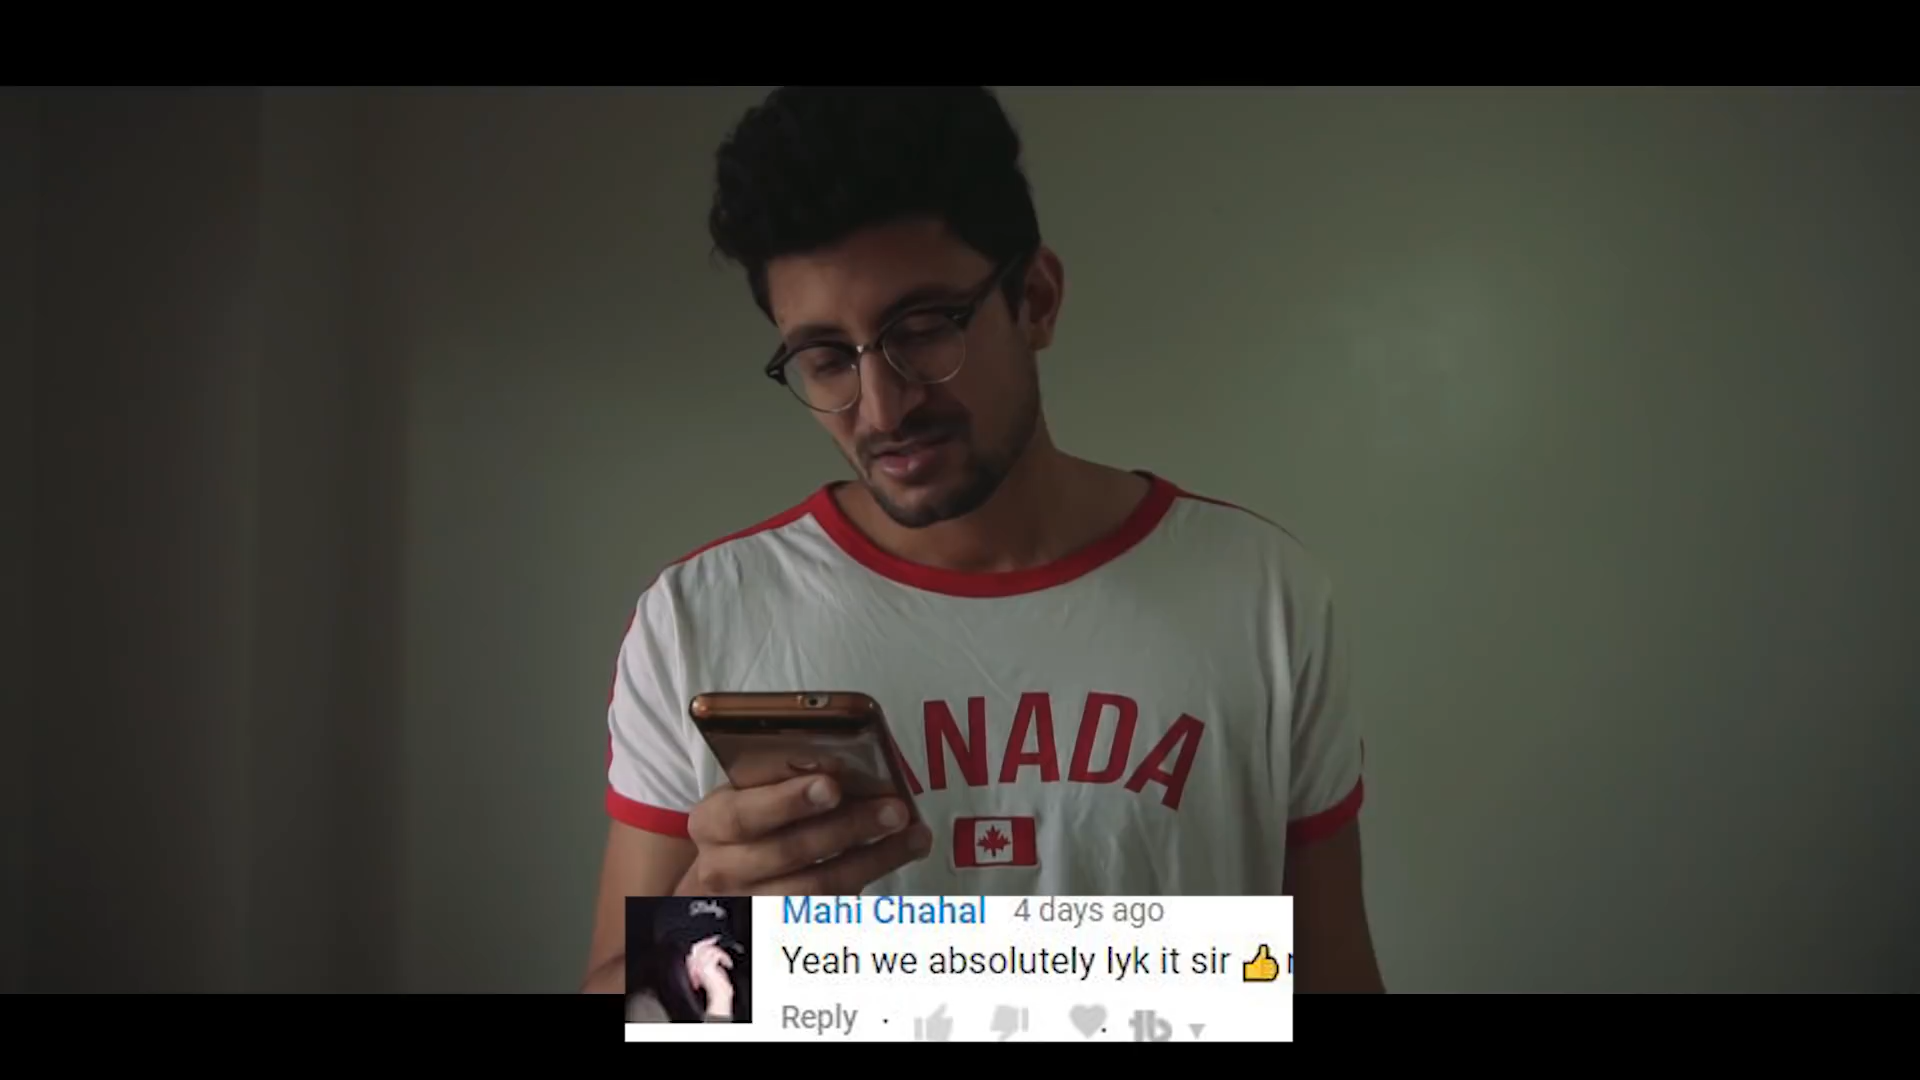 ANADA
Mahi Chahal 4 days ago
Yeah we absolutely lyk it sir 👍
Reply